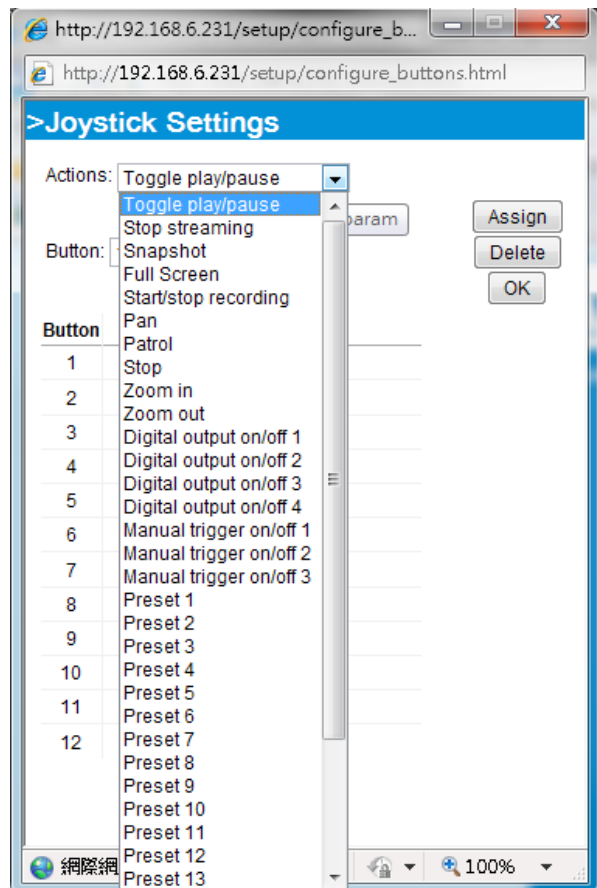 http://192.168.6.231/setup/configure_b...
http://192.168.6.231/setup/configure_buttons.html
>Joystick Settings
Actions:
Toggle play/pause
Toggle play/pause
Stop streaming
Snapshot
Full Screen
Start/stop recording
Pan
Patrol
Stop
Zoom in
Zoom out
Digital output on/off 1
Digital output on/off 2
Digital output on/off 3
Digital output on/off 4
Manual trigger on/off 1
Manual trigger on/off 2
Manual trigger on/off 3
Preset 1
Preset 2
Preset 3
Preset 4
Preset 5
Preset 6
Preset 7
Preset 8
Preset 9
Preset 10
Preset 11
Preset 12
Preset 13
param
Assign
Button:
Delete
OK
Button
1
2
3
4
5
6
7
8
9
10
11
12
網際網
100%